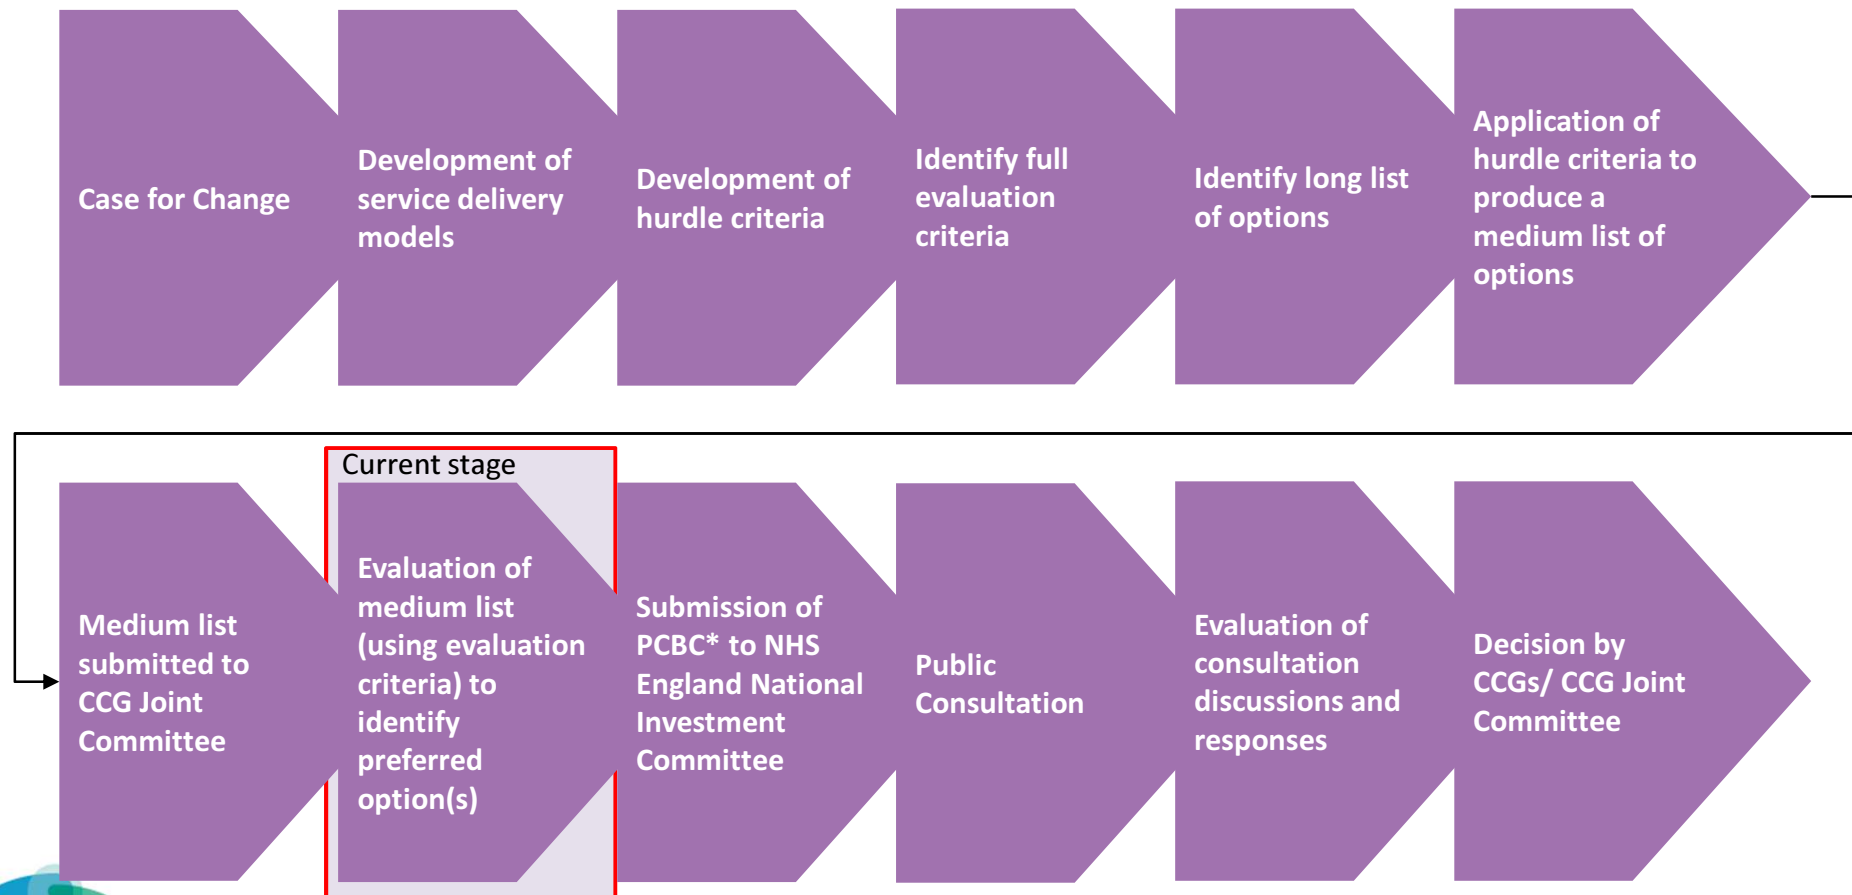 Case for Change
Development of
service delivery
models
Development of
hurdle criteria
Identify full
evaluation
criteria
Identify long list
of options
Application of
hurdle criteria to
produce a
medium list of
options
Medium list
submitted to
CCG Joint
Committee
Current stage
Evaluation of
medium list
(using evaluation
criteria) to
identify
preferred
option(s)
Submission of
PCBC* to NHS
England National
Investment
Committee
Public
Consultation
Evaluation of
consultation
discussions and
responses
Decision by
CCGs/ CCG Joint
Committee